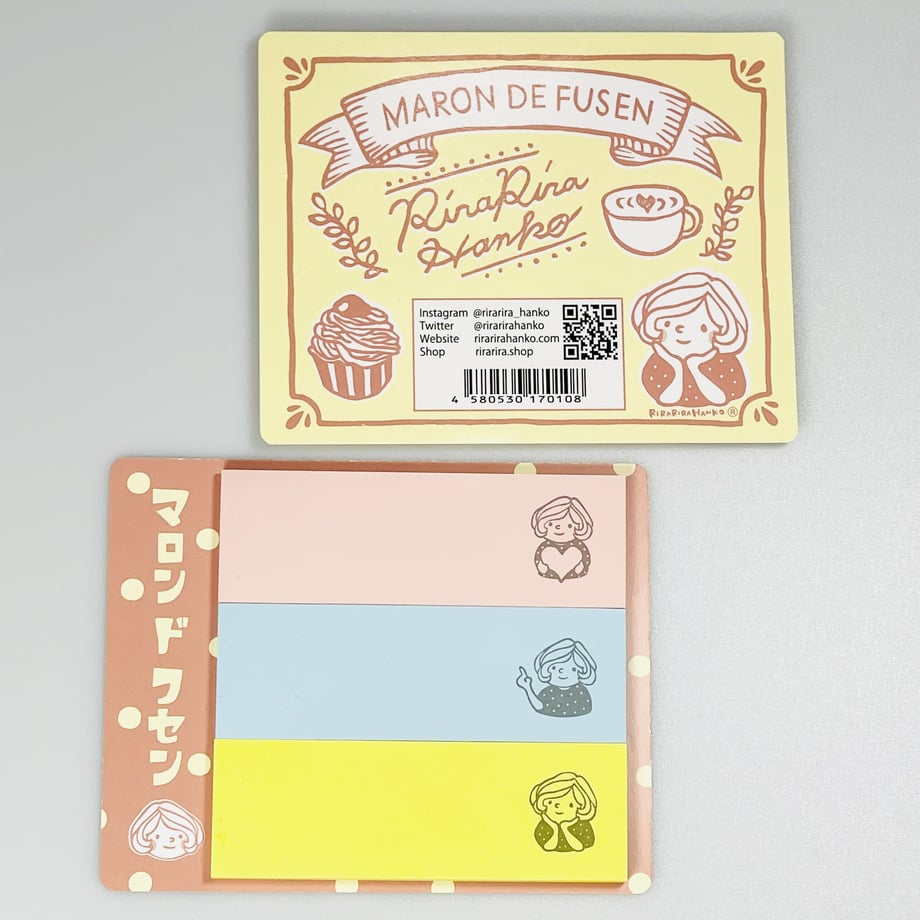 MARON DE FUSEN
RiraRira
Hanko
Instagram @rirarira_hanko
Twitter @rirarirahanko
Website rirarirahanko.com
Shop rirarira.shop
4 580530 170108
RIRARIRAHANKO ®
マロン ド フセン